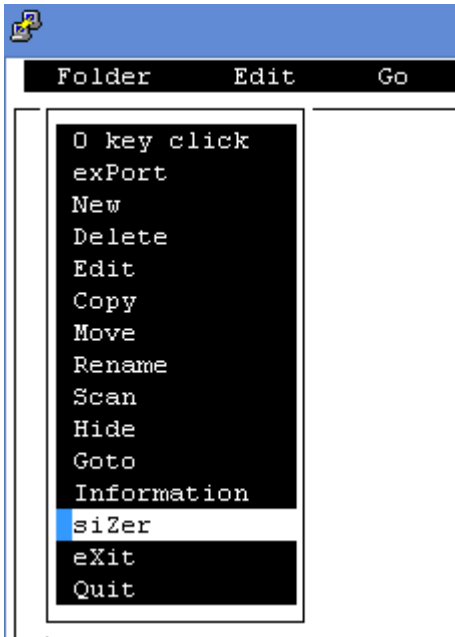 Folder Edit Go
O key click
exPort
New
Delete
Edit
Copy
Move
Rename
Scan
Hide
Goto
Information
siZer
eXit
Quit